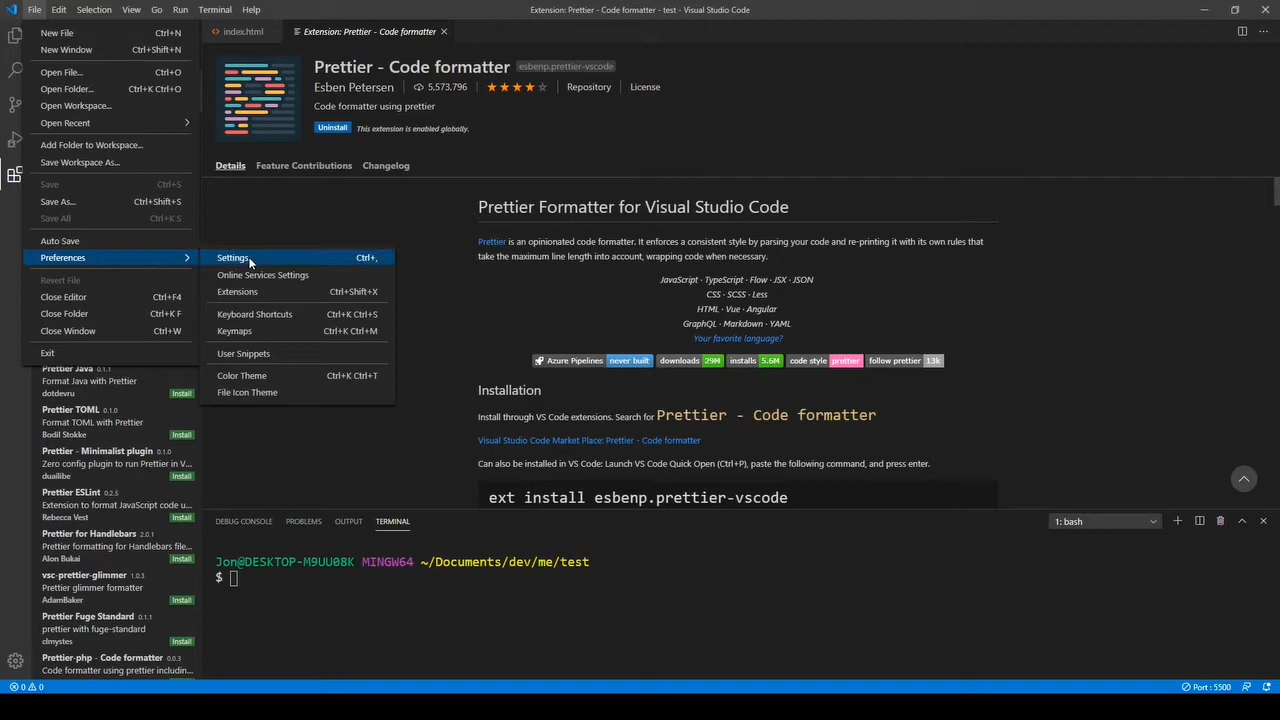 File Edit Selection View Go Run Terminal Help
Extension: Prettier - Code formatter - test - Visual Studio Code
New File Ctrl+N
New Window Ctrl+Shift+N
Open File... Ctrl+O
Open Folder... Ctrl+K Ctrl+O
Open Workspace...
Open Recent
Add Folder to Workspace...
Save Workspace As...
Save Ctrl+S
Save As... Ctrl+Shift+S
Save All Ctrl+K S
Auto Save
Preferences
Revert File
Close Editor Ctrl+F4
Close Folder Ctrl+K F
Close Window Ctrl+W
Exit
Settings Ctrl+,
Online Services Settings
Extensions Ctrl+Shift+X
Keyboard Shortcuts Ctrl+K Ctrl+S
Keymaps Ctrl+K Ctrl+M
User Snippets
Color Theme Ctrl+K Ctrl+T
File Icon Theme
Prettier Java 0.1.1
Format Java with Prettier
dotdevru Install
Prettier TOML 0.1.0
Format TOML with Prettier
Bodil Stokke Install
Prettier - Minimalist plugin 0.1.0
Zero config plugin to run Prettier in V...
duailibe Install
Prettier ESLint 0.2.5
Extension to format JavaScript code u...
Rebecca Vest Install
Prettier for Handlebars 2.0.1
Prettier formatting for Handlebars file...
Alon Bukai Install
vsc-prettier-glimmer 1.0.3
Prettier glimmer formatter
AdamBaker Install
Prettier Fuge Standard 0.1.1
prettier with fuge-standard
clmystes Install
Prettier-php - Code formatter 0.0.3
Code formatter using prettier includin...
index.html
Extension: Prettier - Code formatter
Prettier - Code formatter esbenp.prettier-vscode
Esben Petersen 5,573,796 Repository License
Code formatter using prettier
Uninstall This extension is enabled globally.
Details Feature Contributions Changelog
Prettier Formatter for Visual Studio Code
Prettier is an opinionated code formatter. It enforces a consistent style by parsing your code and re-printing it with its own rules that
take the maximum line length into account, wrapping code when necessary.
JavaScript · TypeScript · Flow · JSX · JSON
CSS · SCSS · Less
HTML · Vue · Angular
GraphQL · Markdown · YAML
Your favorite language?
Azure Pipelines never built downloads 29M installs 5.6M code style prettier follow prettier 13k
Installation
Install through VS Code extensions. Search for Prettier - Code formatter
Visual Studio Code Market Place: Prettier - Code formatter
Can also be installed in VS Code: Launch VS Code Quick Open (Ctrl+P), paste the following command, and press enter.
ext install esbenp.prettier-vscode
DEBUG CONSOLE PROBLEMS OUTPUT TERMINAL 1: bash
Jon@DESKTOP-M9UU08K MINGW64 ~/Documents/dev/me/test
$
0 0 Port : 5500